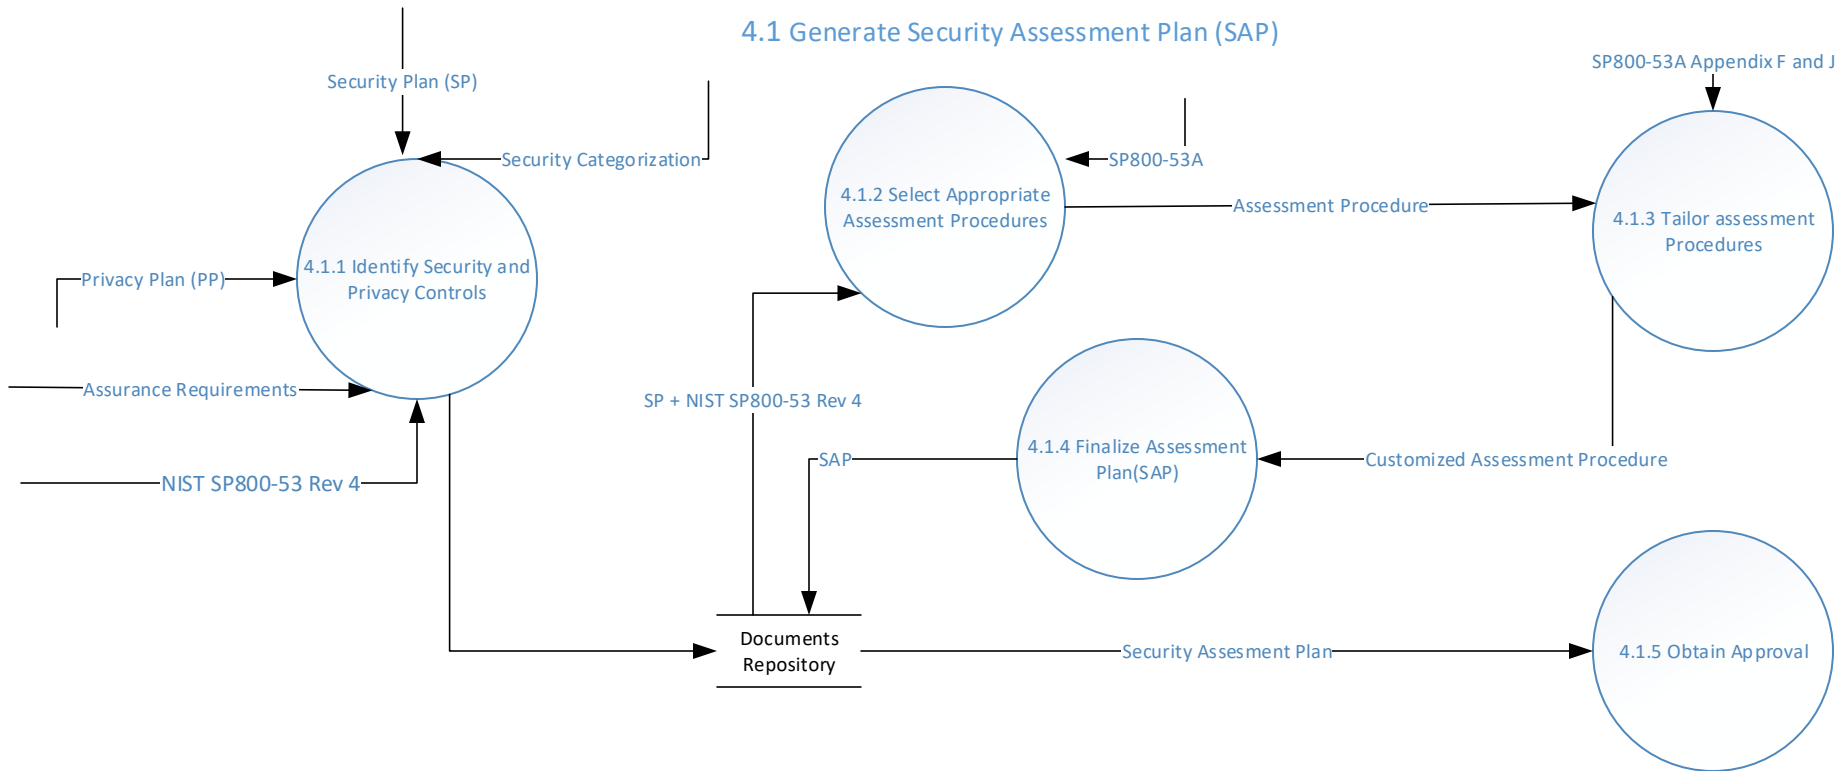 4.1 Generate Security Assessment Plan (SAP)
Security Plan (SP)
SP800-53A Appendix F and J
Security Categorization
SP800-53A
4.1.2 Select Appropriate
Assessment Procedures
Assessment Procedure
4.1.3 Tailor assessment
Procedures
Privacy Plan (PP)
4.1.1 Identify Security and
Privacy Controls
Assurance Requirements
SP + NIST SP800-53 Rev 4
NIST SP800-53 Rev 4
SAP
4.1.4 Finalize Assessment
Plan(SAP)
Customized Assessment Procedure
Documents
Repository
Security Assesment Plan
4.1.5 Obtain Approval